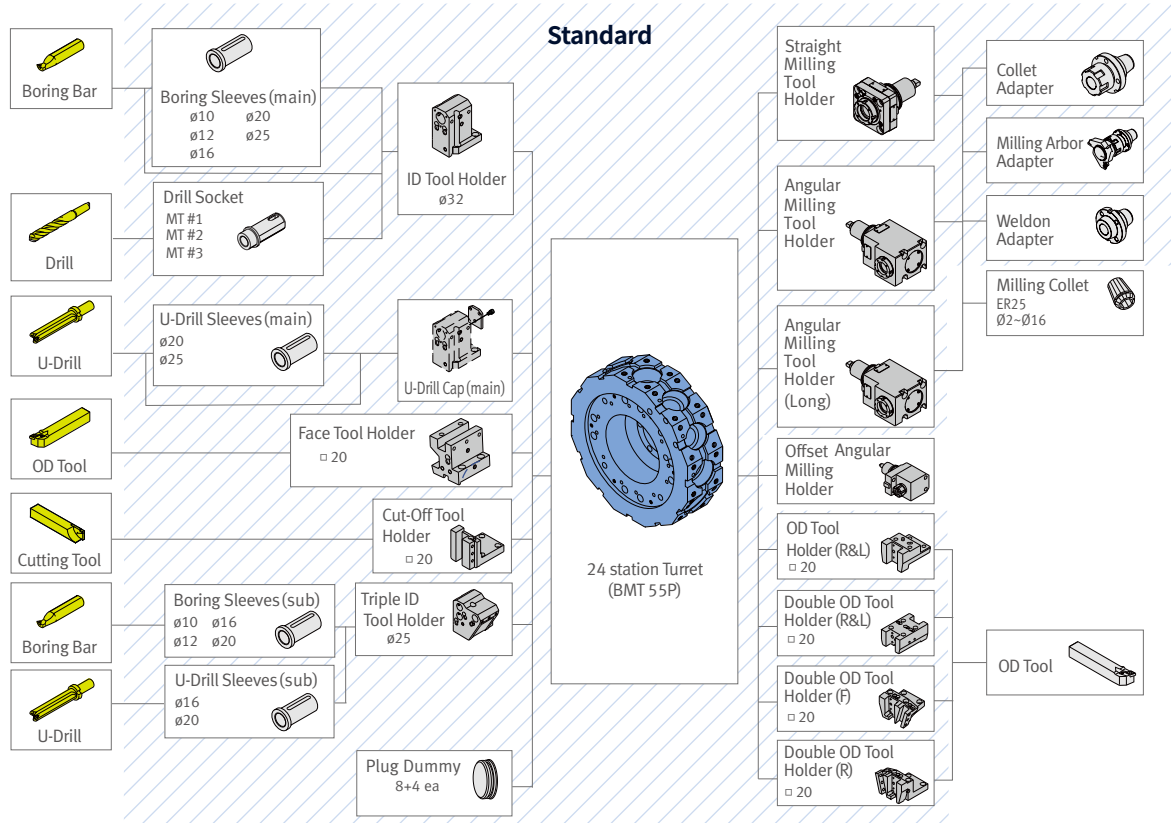 Standard
Boring Bar
Boring Sleeves (main)
ø10 ø20
ø12 ø25
ø16
ID Tool Holder
ø32
Drill
Drill Socket
MT #1
MT #2
MT #3
U-Drill
U-Drill Sleeves (main)
ø20
ø25
U-Drill Cap (main)
OD Tool
Face Tool Holder
□ 20
Cutting Tool
Cut-Off Tool
Holder
□ 20
Boring Bar
Boring Sleeves (sub)
ø10 ø16
ø12 ø20
Triple ID
Tool Holder
ø25
U-Drill
U-Drill Sleeves (sub)
ø16
ø20
Plug Dummy
8+4 ea
24 station Turret
(BMT 55P)
Straight
Milling
Tool
Holder
Angular
Milling
Tool
Holder
Angular
Milling
Tool
Holder
(Long)
Offset Angular
Milling
Holder
OD Tool
Holder (R&L)
□ 20
Double OD Tool
Holder (R&L)
□ 20
Double OD Tool
Holder (F)
□ 20
Double OD Tool
Holder (R)
□ 20
Collet
Adapter
Milling Arbor
Adapter
Weldon
Adapter
Milling Collet
ER25
Ø2~Ø16
OD Tool